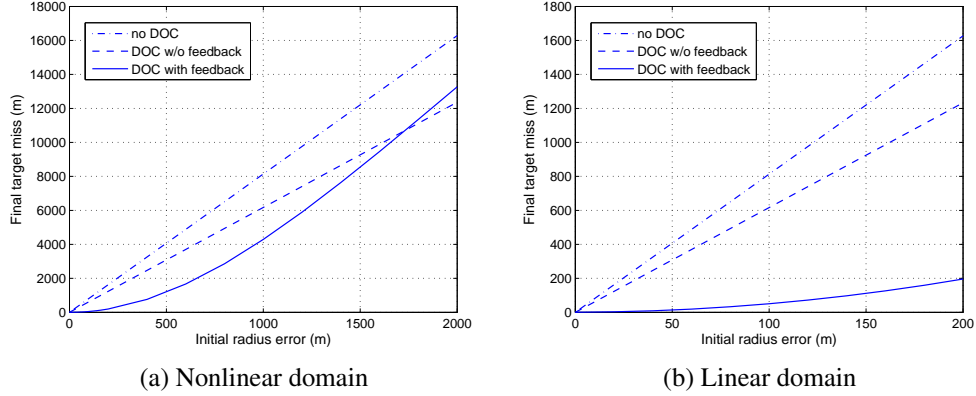 18000
16000
14000
12000
10000
8000
6000
4000
2000
0
Final target miss (m)
no DOC
DOC w/o feedback
DOC with feedback
0 500 1000 1500 2000
Initial radius error (m)
(a) Nonlinear domain
1800
1600
1400
1200
1000
800
600
400
200
0
Final target miss (m)
no DOC
DOC w/o feedback
DOC with feedback
0 50 100 150 200
Initial radius error (m)
(b) Linear domain